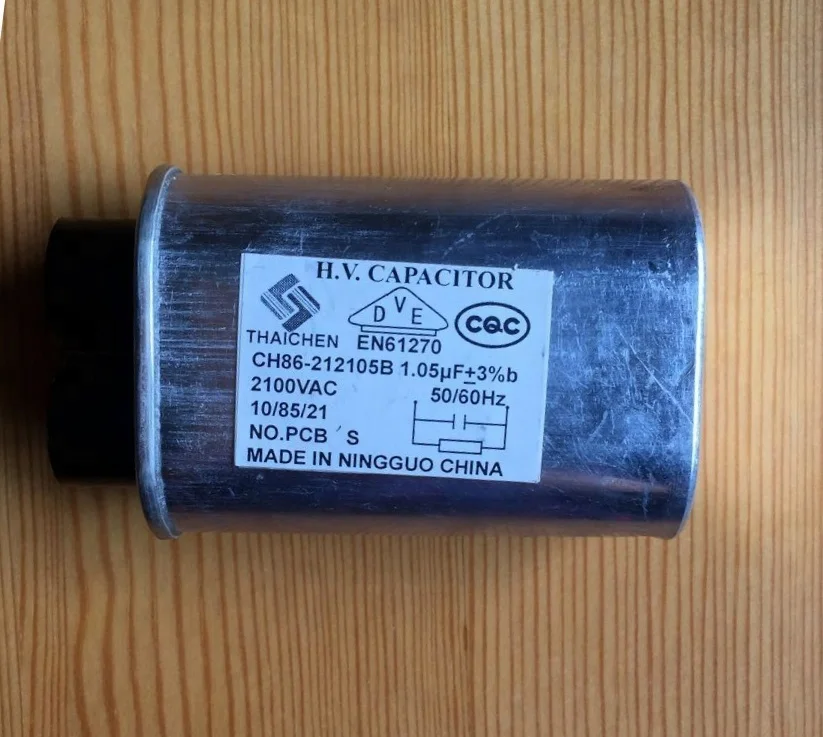 H.V. CAPACITOR
DVE
CQC
THAICHEN EN61270
CH86-212105B 1.05μF±3%b
2100VAC 50/60Hz
10/85/21
NO.PCB ′S
MADE IN NINGGUO CHINA